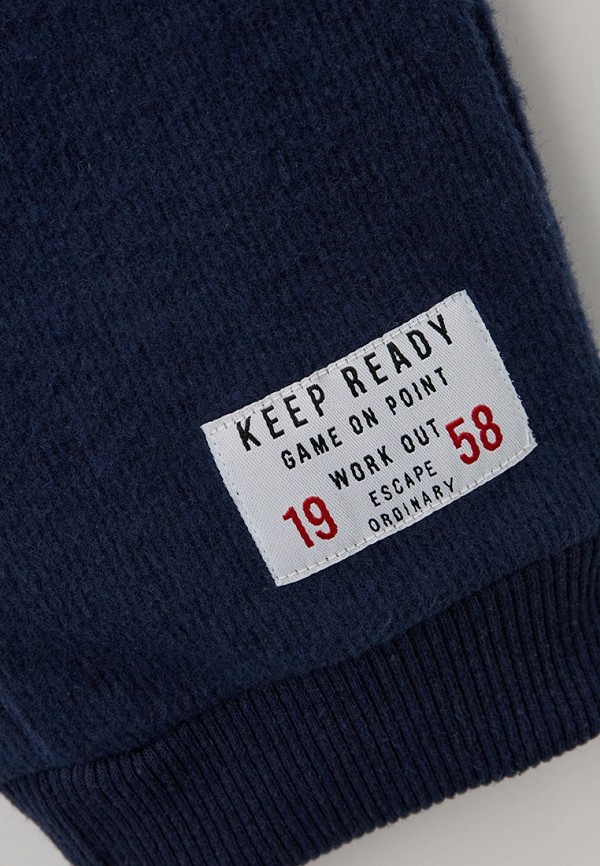 KEEP READY
GAME ON POINT
WORK OUT
19 ESCAPE 58
ORDINARY